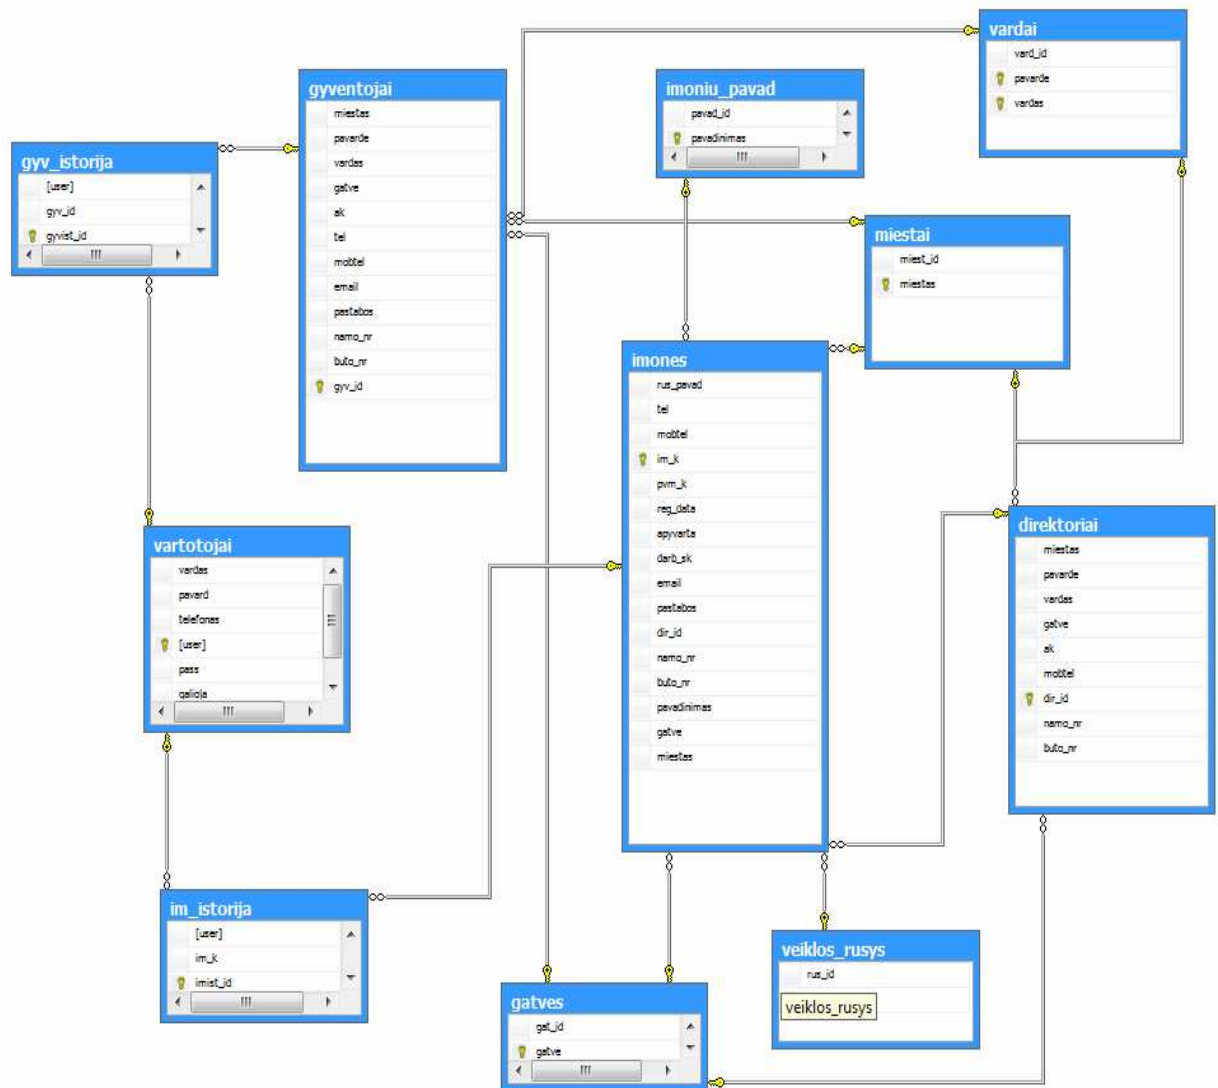 vardai
vard_id
pavarde
vardas
gyventojai
miestas
pavarde
vardas
gatve
ak
tel
mobtel
email
pastabos
namo_nr
buto_nr
gyv_id
imoniu_pavad
pavad_id
pavadinimas
gyv_istorija
[user]
gyv_id
gyvist_id
miestai
miest_id
miestas
imones
rus_pavad
tel
mobtel
im_k
pvm_k
reg_data
apyvarta
darb_sk
email
pastabos
dir_id
namo_nr
buto_nr
pavadinimas
gatve
miestas
direktoriai
miestas
pavarde
vardas
gatve
ak
mobtel
dir_id
namo_nr
buto_nr
vartotojai
vardas
pavard
telefonas
[user]
pass
galioja
im_istorija
[user]
im_k
imist_id
veiklos_rusys
rus_id
veiklos_rusys
gatves
gat_id
gatve